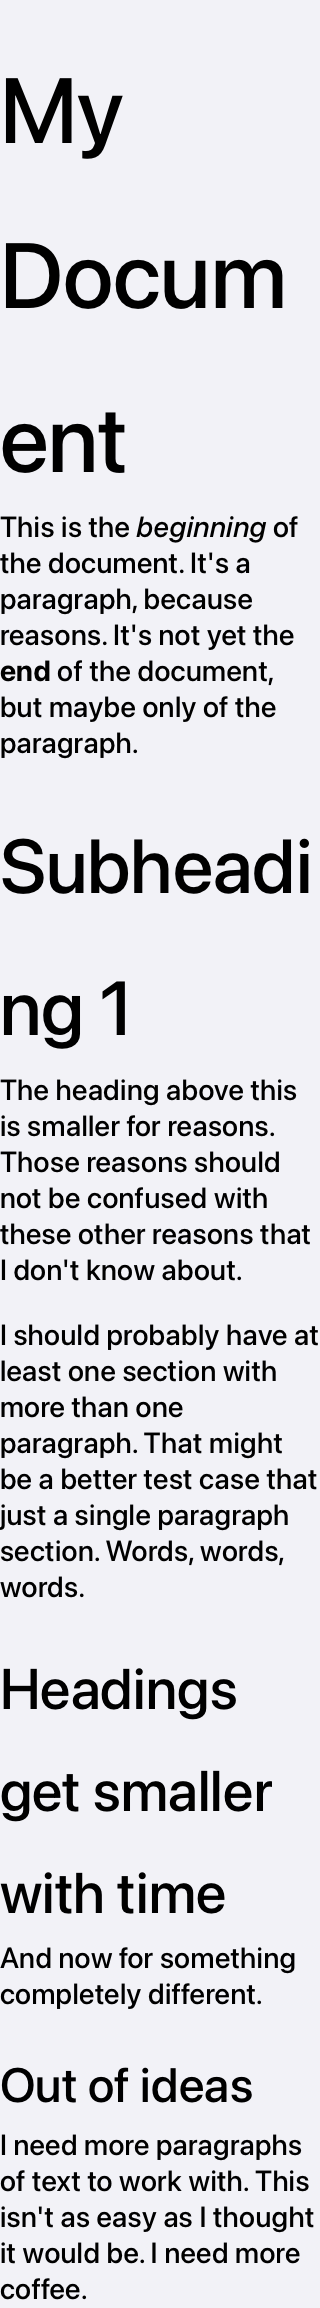 My
Docum
ent
This is the beginning of
the document. It's a
paragraph, because
reasons. It's not yet the
end of the document,
but maybe only of the
paragraph.
Subheadi
ng 1
The heading above this
is smaller for reasons.
Those reasons should
not be confused with
these other reasons that
I don't know about.
I should probably have at
least one section with
more than one
paragraph. That might
be a better test case that
just a single paragraph
section. Words, words,
words.
Headings
get smaller
with time
And now for something
completely different.
Out of ideas
I need more paragraphs
of text to work with. This
isn't as easy as I thought
it would be. I need more
coffee.